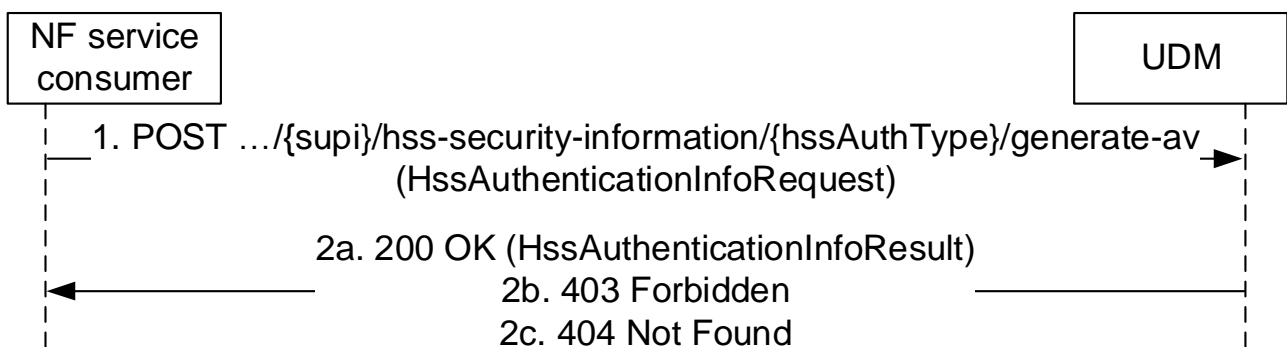 NF service
consumer
UDM
1. POST …/{supi}/hss-security-information/{hssAuthType}/generate-av
(HssAuthenticationInfoRequest)
2a. 200 OK (HssAuthenticationInfoResult)
2b. 403 Forbidden
2c. 404 Not Found